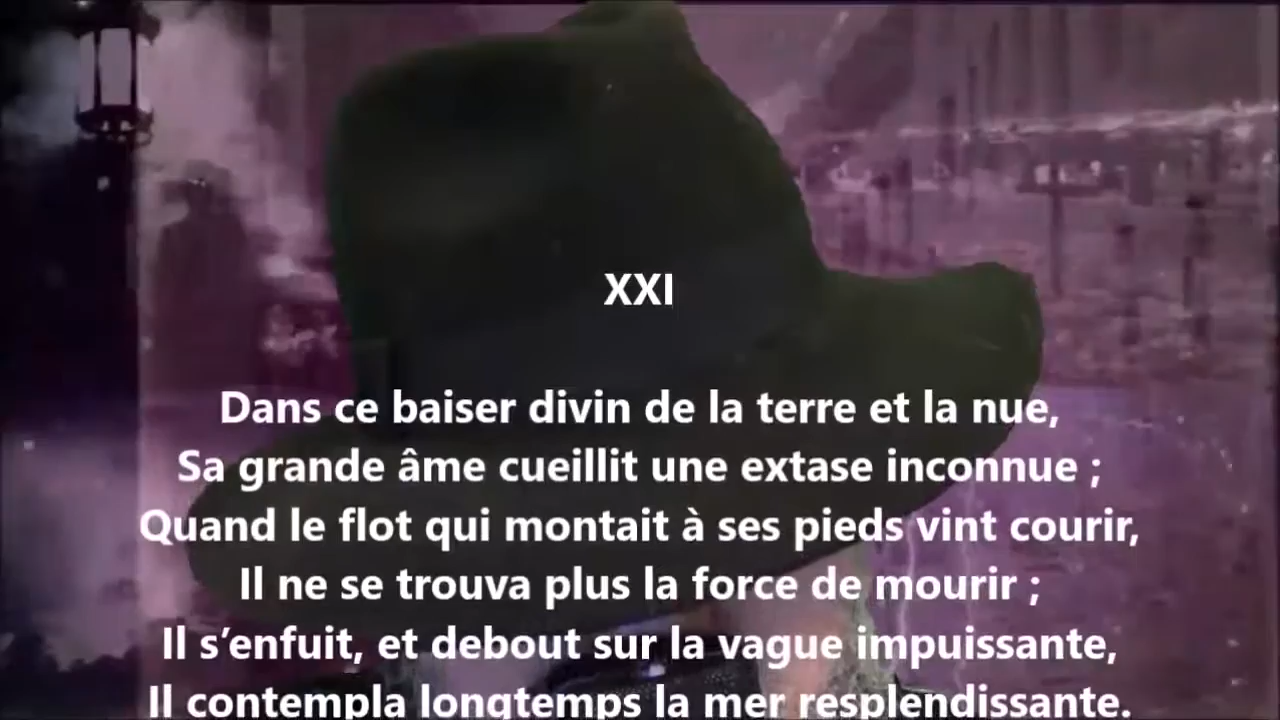 XXI
Dans ce baiser divin de la terre et la nue,
Sa grande âme cueillit une extase inconnue ;
Quand le flot qui montait à ses pieds vint courir,
Il ne se trouva plus la force de mourir ;
Il s’enfuit, et debout sur la vague impuissante,
Il contempla longtemps la mer resplendissante.